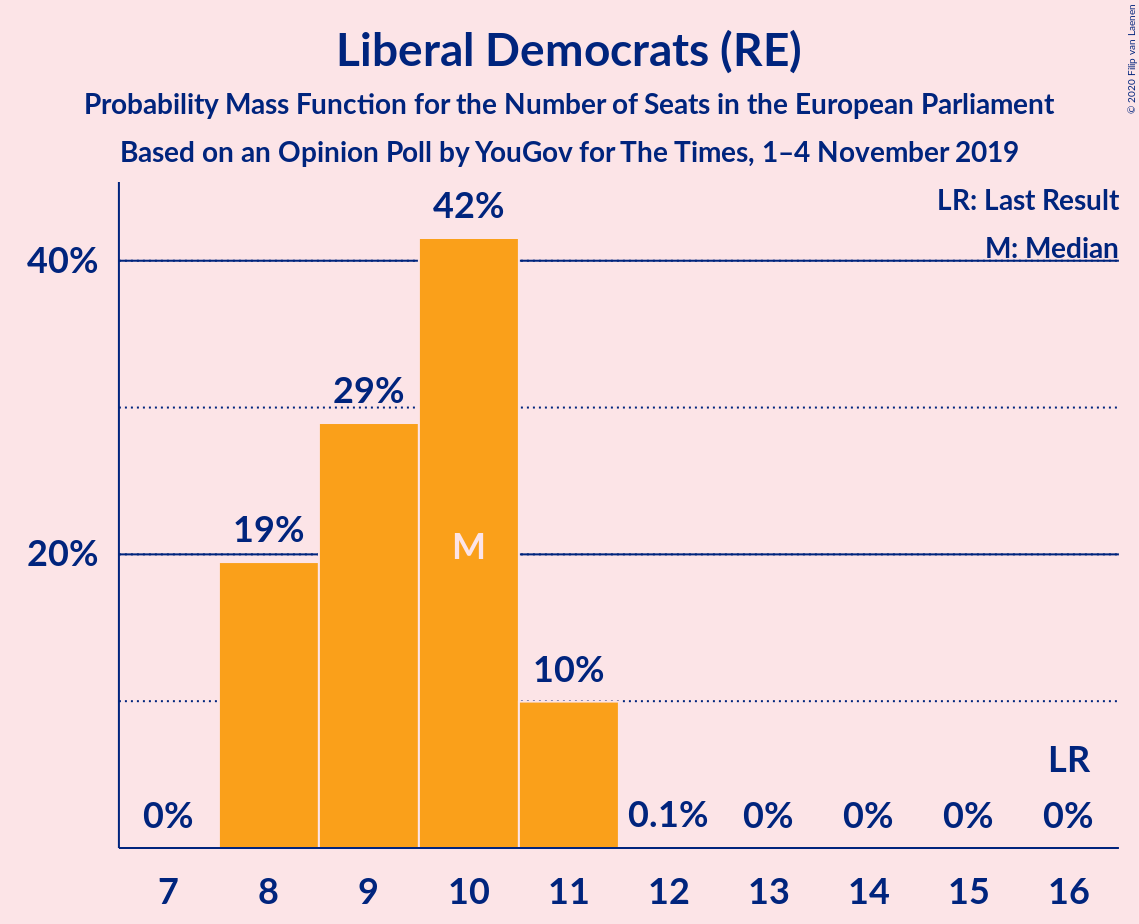 Liberal Democrats (RE)
Probability Mass Function for the Number of Seats in the European Parliament
Based on an Opinion Poll by YouGov for The Times, 1–4 November 2019
© 2020 Filip van Laenen
LR: Last Result
M: Median
42%
40%
29%
19%
20%
M
10%
LR
0%
0.1%
0%
0%
0%
0%
7 8 9 10 11 12 13 14 15 16